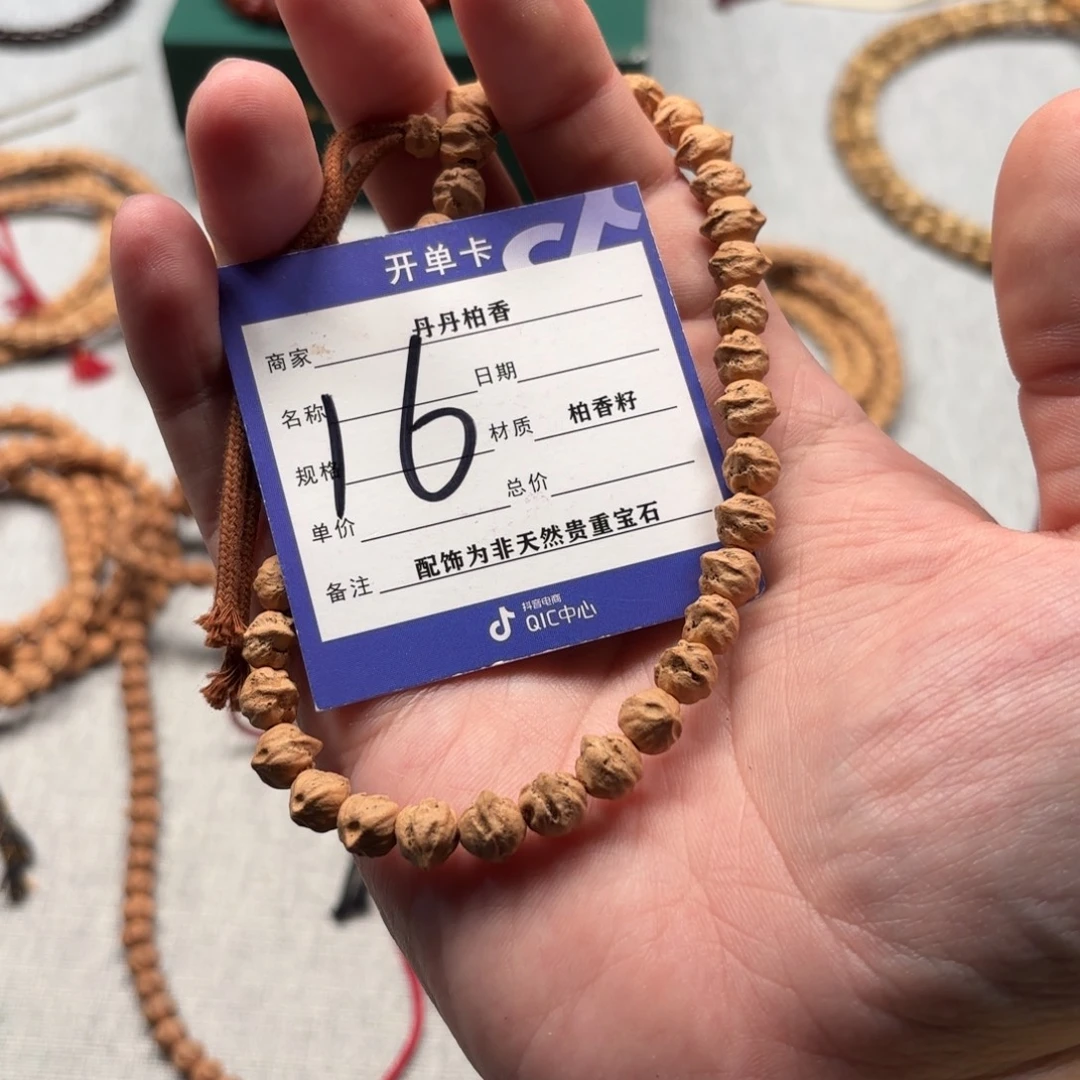 开单卡
商家 丹丹柏香
名称 日期
规格 材质 柏香籽
16
单价 总价
备注 配饰为非天然贵重宝石
抖音电商
QIC中心